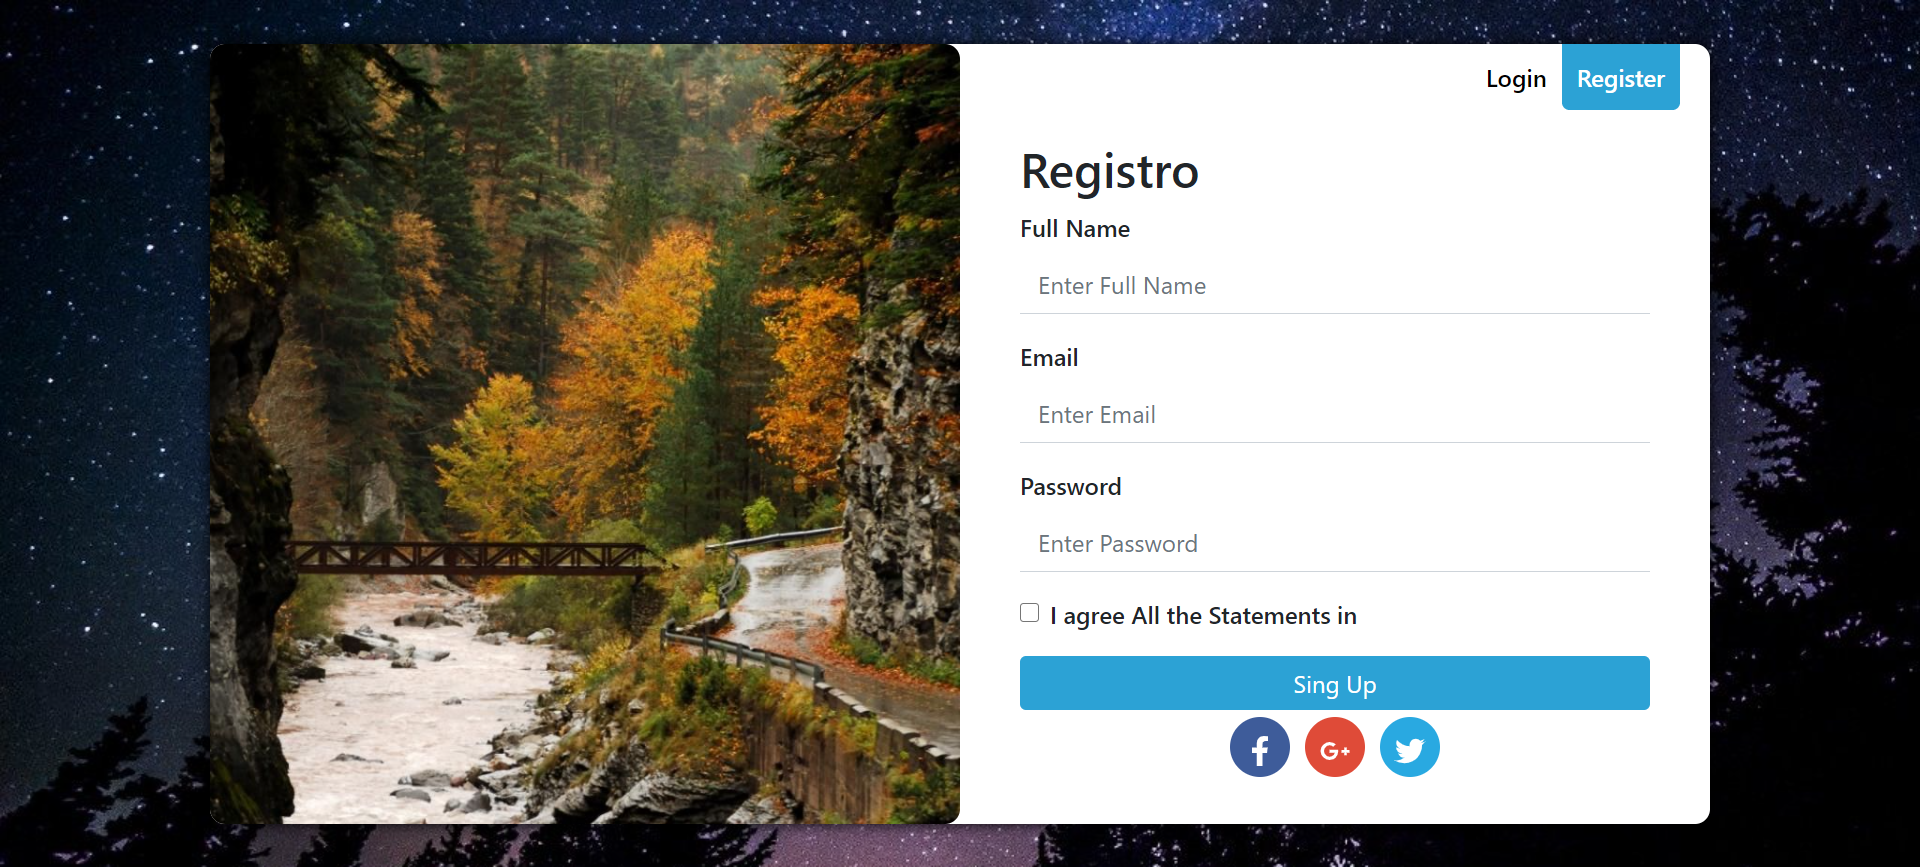 Login Register
Registro
Full Name
Enter Full Name
Email
Enter Email
Password
Enter Password
I agree All the Statements in
Sing Up
f G+